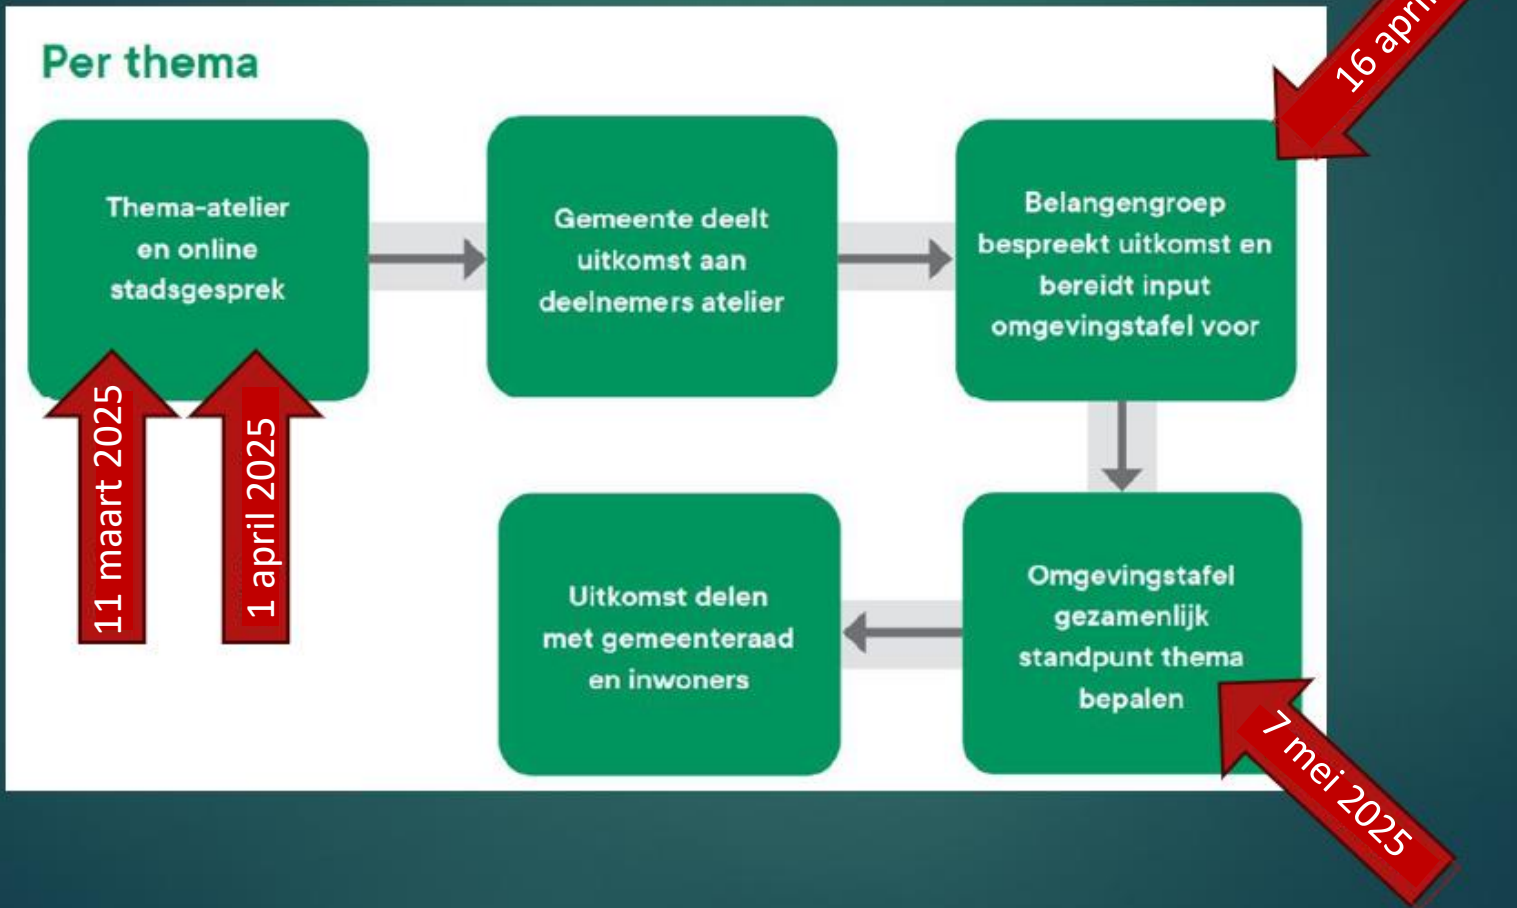 Per thema
Thema-atelier
en online
stadsgesprek
11 maart 2025
1 april 2025
Gemeente deelt
uitkomst aan
deelnemers atelier
Belangengroep
bespreekt uitkomst en
bereidt input
omgevingstafel voor
16 april
Omgevingstafel
gezamenlijk
standpunt thema
bepalen
7 mei 2025
Uitkomst delen
met gemeenteraad
en inwoners